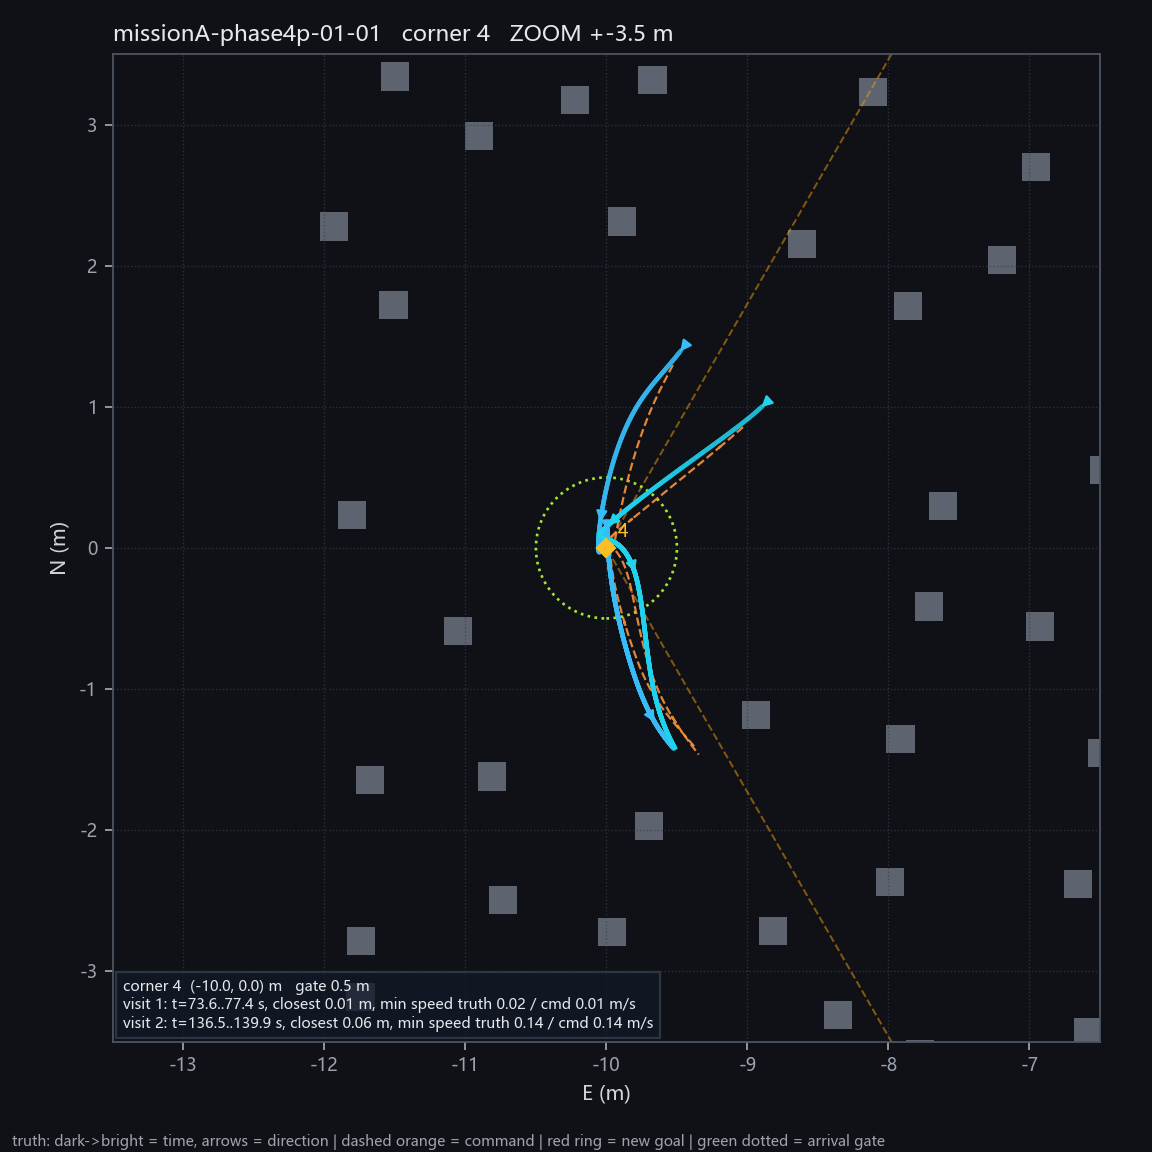 missionA-phase4p-01-01   corner 4   ZOOM +-3.5 m
3
2
1
0
-1
-2
-3
N (m)
4
corner 4  (-10.0, 0.0) m   gate 0.5 m
visit 1: t=73.6..77.4 s, closest 0.01 m, min speed truth 0.02 / cmd 0.01 m/s
visit 2: t=136.5..139.9 s, closest 0.06 m, min speed truth 0.14 / cmd 0.14 m/s
-13 -12 -11 -10 -9 -8 -7
E (m)
truth: dark->bright = time, arrows = direction | dashed orange = command | red ring = new goal | green dotted = arrival gate